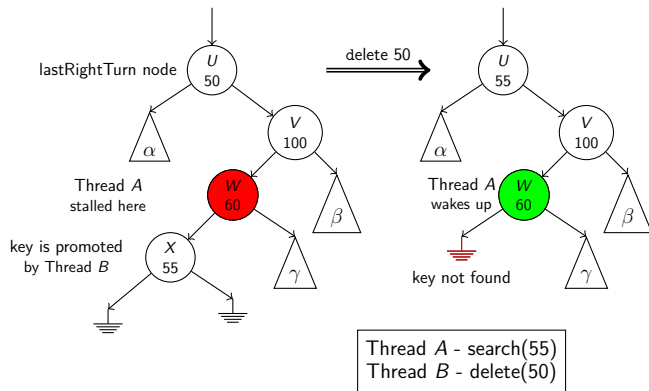 U
50
lastRightTurn node
delete 50
U
55
V
100
V
100
α
α
Thread A
stalled here
W
60
Thread A
wakes up
W
60
β
β
key is promoted
by Thread B
X
55
γ
key not found
γ
Thread A - search(55)
Thread B - delete(50)